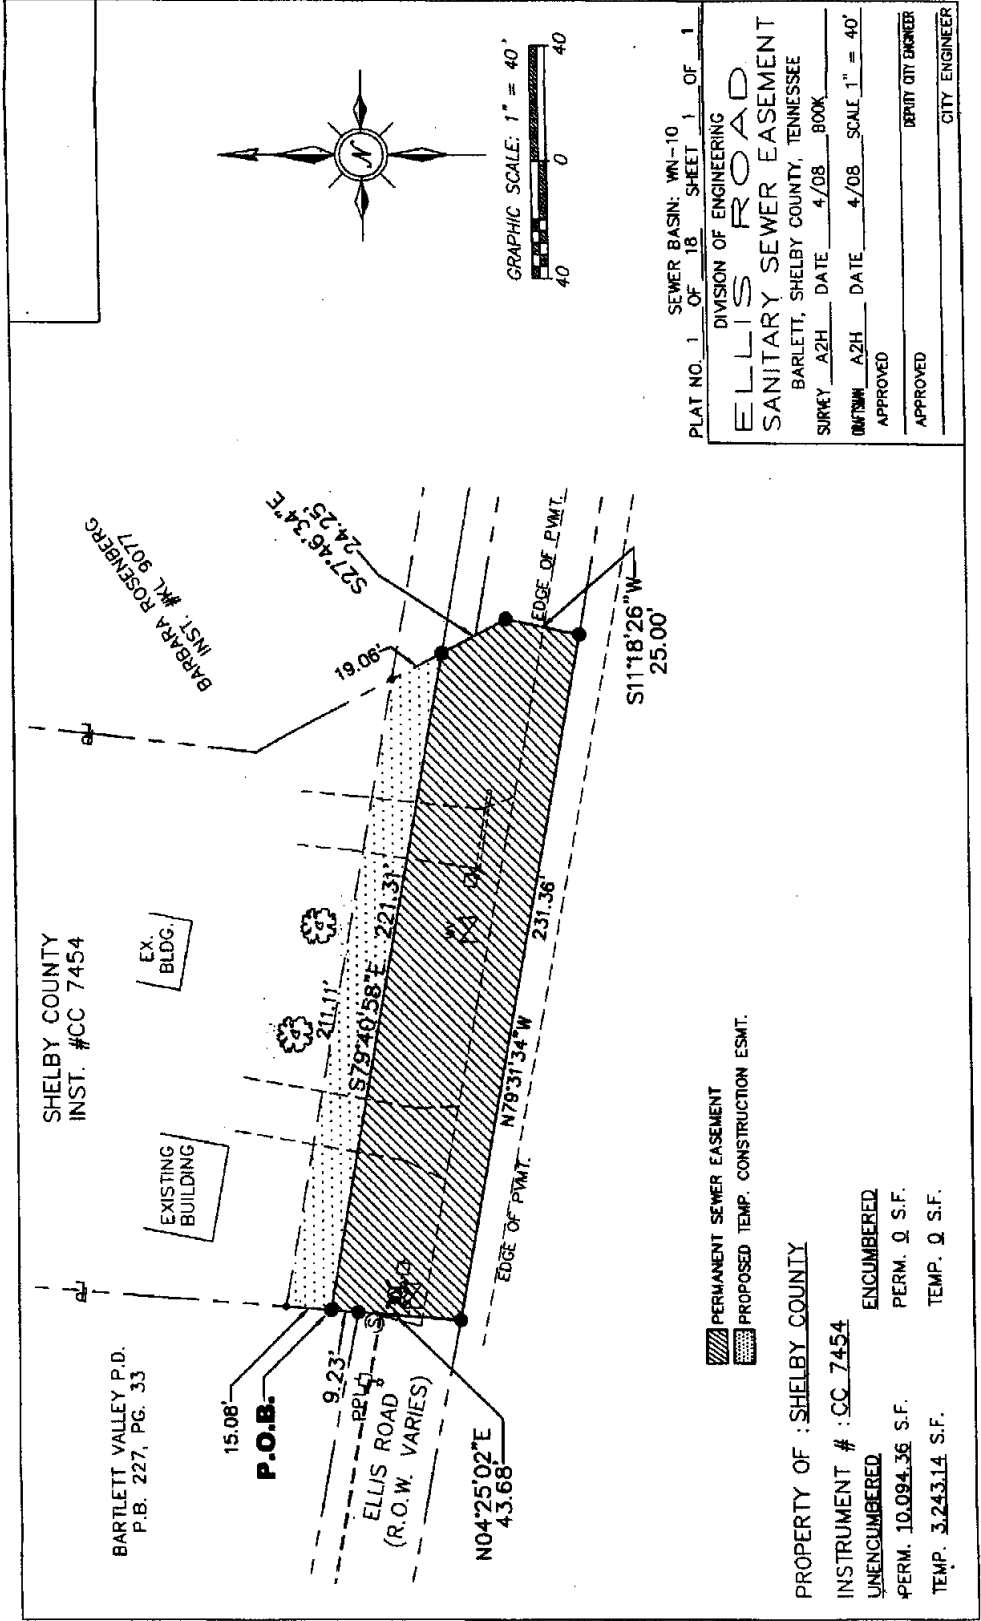 BARTLETT VALLEY P.D.
P.B. 227, PG. 33
SHELBY COUNTY
INST. #CC 7454
EXISTING
BUILDING
EX.
BLDG.
BARBARA ROSENBERG
INST. #KL 9077
15.08'
P.O.B.
9.23'
PP
S
ELLIS ROAD
(R.O.W. VARIES)
N04°25'02"E
43.68'
211.11'
S79°40'58"E 221.31'
WV
19.06'
S27°46'34"E
24.25'
EDGE OF PVMT.
N79°31'34"W
231.36'
EDGE OF PVMT.
S11°18'26"W
25.00'
N
GRAPHIC SCALE: 1" = 40'
40 0 40
PERMANENT SEWER EASEMENT
PROPOSED TEMP. CONSTRUCTION ESMT.
PROPERTY OF : SHELBY COUNTY
INSTRUMENT # : CC 7454
UNENCUMBERED ENCUMBERED
PERM. 10,094.36 S.F. PERM. 0 S.F.
TEMP. 3,243.14 S.F. TEMP. 0 S.F.
SEWER BASIN: WN-10
PLAT NO. 1 OF 18 SHEET 1 OF 1
DIVISION OF ENGINEERING
ELLIS ROAD
SANITARY SEWER EASEMENT
BARLETT, SHELBY COUNTY, TENNESSEE
SURVEY A2H DATE 4/08 BOOK
DRAFTSMAN A2H DATE 4/08 SCALE 1" = 40'
APPROVED
DEPUTY CITY ENGINEER
APPROVED
CITY ENGINEER